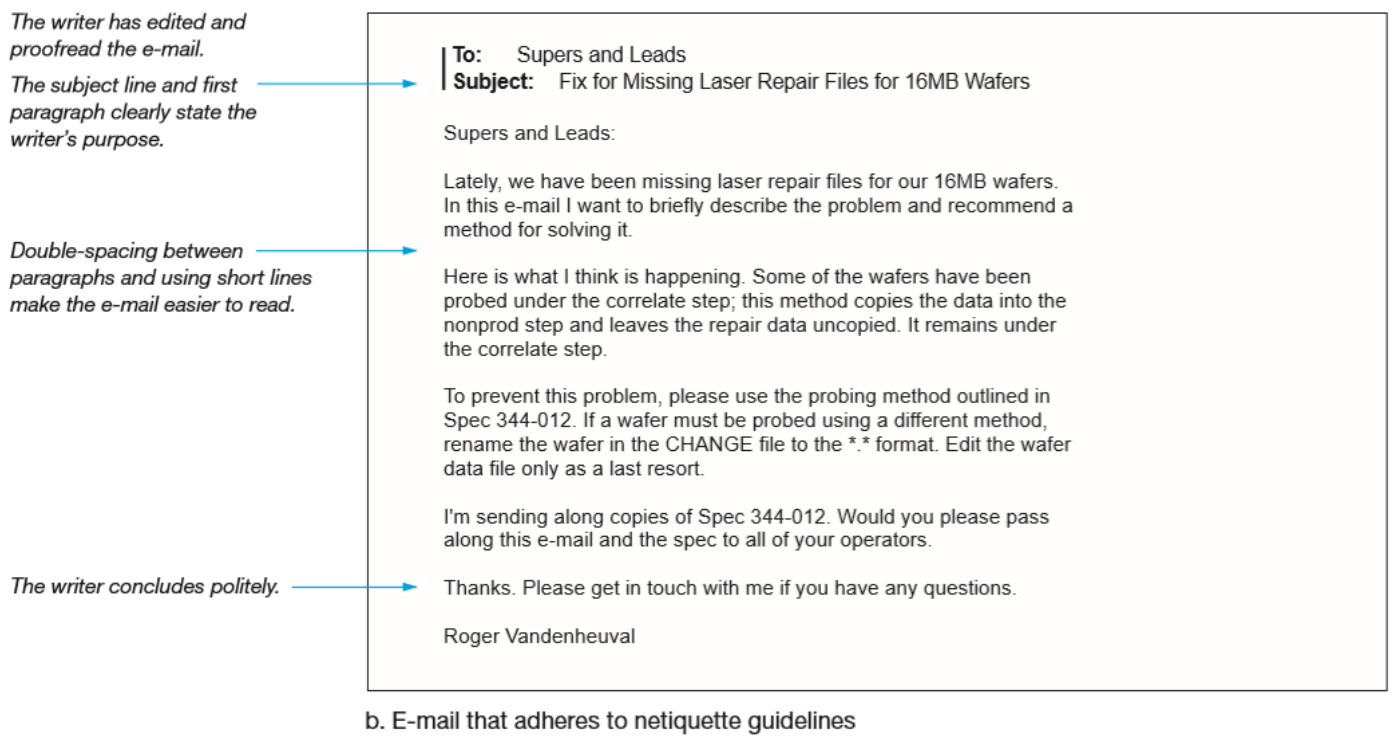 The writer has edited and
proofread the e-mail.
The subject line and first
paragraph clearly state the
writer's purpose.
Double-spacing between
paragraphs and using short lines
make the e-mail easier to read.
The writer concludes politely.
To: Supers and Leads
Subject: Fix for Missing Laser Repair Files for 16MB Wafers
Supers and Leads:
Lately, we have been missing laser repair files for our 16MB wafers.
In this e-mail I want to briefly describe the problem and recommend a
method for solving it.
Here is what I think is happening. Some of the wafers have been
probed under the correlate step; this method copies the data into the
nonprod step and leaves the repair data uncopied. It remains under
the correlate step.
To prevent this problem, please use the probing method outlined in
Spec 344-012. If a wafer must be probed using a different method,
rename the wafer in the CHANGE file to the *.* format. Edit the wafer
data file only as a last resort.
I'm sending along copies of Spec 344-012. Would you please pass
along this e-mail and the spec to all of your operators.
Thanks. Please get in touch with me if you have any questions.
Roger Vandenheuval
b. E-mail that adheres to netiquette guidelines